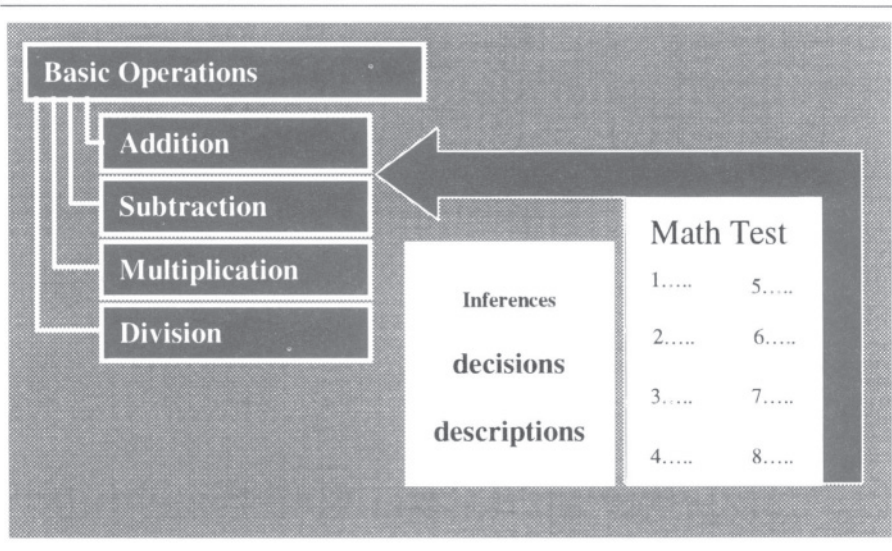 Basic Operations
Addition
Subtraction
Multiplication
Division
Inferences
decisions
descriptions
Math Test
1..... 5.....
2..... 6.....
3..... 7.....
4..... 8.....